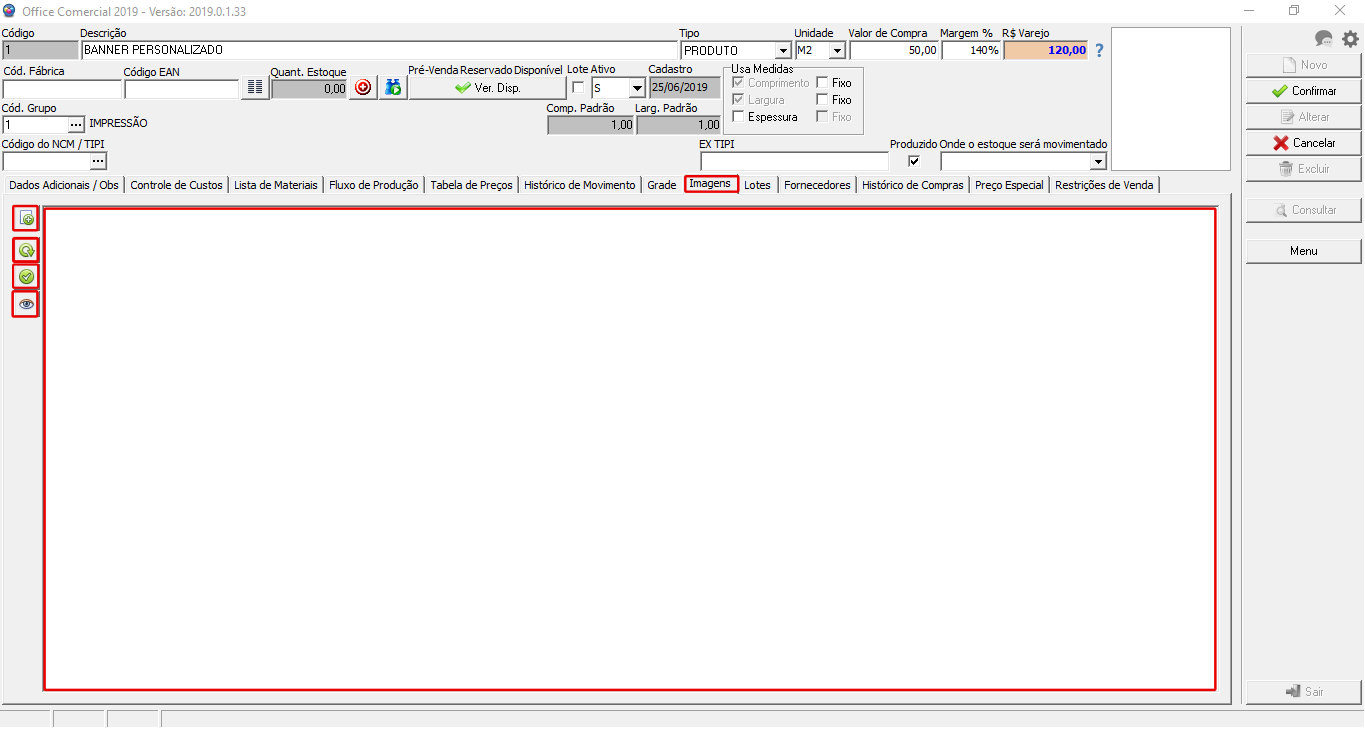 Office Comercial 2019 - Versão: 2019.0.1.33
Código Descrição Tipo Unidade Valor de Compra Margem % R$ Varejo
1 BANNER PERSONALIZADO PRODUTO M2 50,00 140% 120,00 ?
Cód. Fábrica Código EAN Quant. Estoque Pré-Venda Reservado Disponível Lote Ativo Cadastro Usa Medidas
0,00 Ver. Disp. S 25/06/2019 Comprimento Fixo
Largura Fixo
Cód. Grupo Comp. Padrão Larg. Padrão Espessura Fixo
1 ... IMPRESSÃO 1,00 1,00
Código do NCM / TIPI EX TIPI Produzido Onde o estoque será movimentado
...
Dados Adicionais / Obs Controle de Custos Lista de Materiais Fluxo de Produção Tabela de Preços Histórico de Movimento Grade Imagens Lotes Fornecedores Histórico de Compras Preço Especial Restrições de Venda
Novo
Confirmar
Alterar
Cancelar
Excluir
Consultar
Menu
Sair